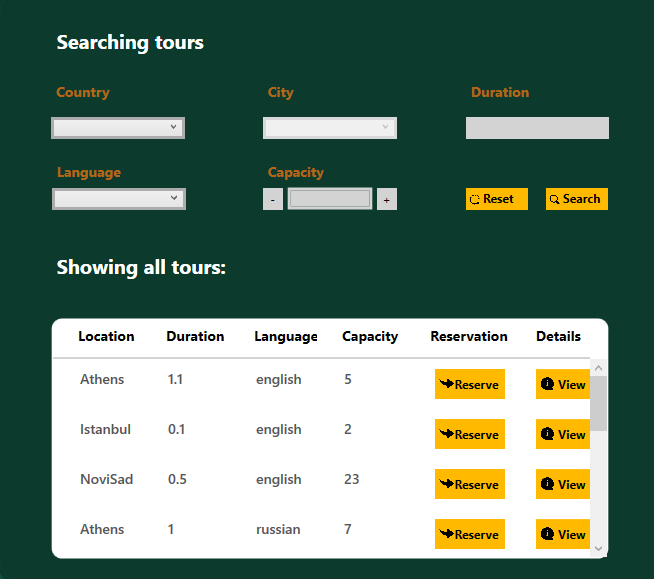 Searching tours
Country City Duration
Language Capacity
- + Reset Search
Showing all tours:
Location Duration Language Capacity Reservation Details
Athens 1.1 english 5 Reserve View
Istanbul 0.1 english 2 Reserve View
NoviSad 0.5 english 23 Reserve View
Athens 1 russian 7 Reserve View